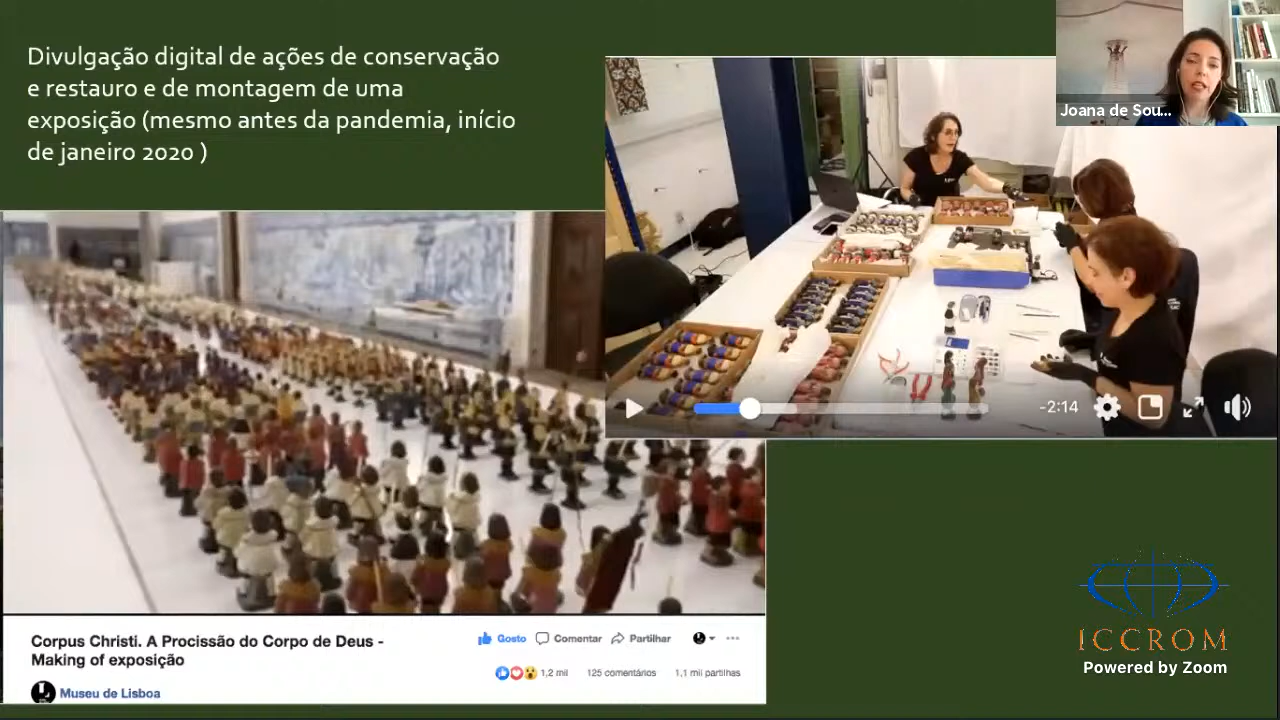 Divulgação digital de ações de conservação
e restauro e de montagem de uma
exposição (mesmo antes da pandemia, início
de janeiro 2020 )
Joana de Sou...
-2:14
Corpus Christi. A Procissão do Corpo de Deus -
Making of exposição
Museu de Lisboa
Gosto Comentar Partilhar
1,2 mil 125 comentários 1,1 mil partilhas
ICCROM
Powered by Zoom